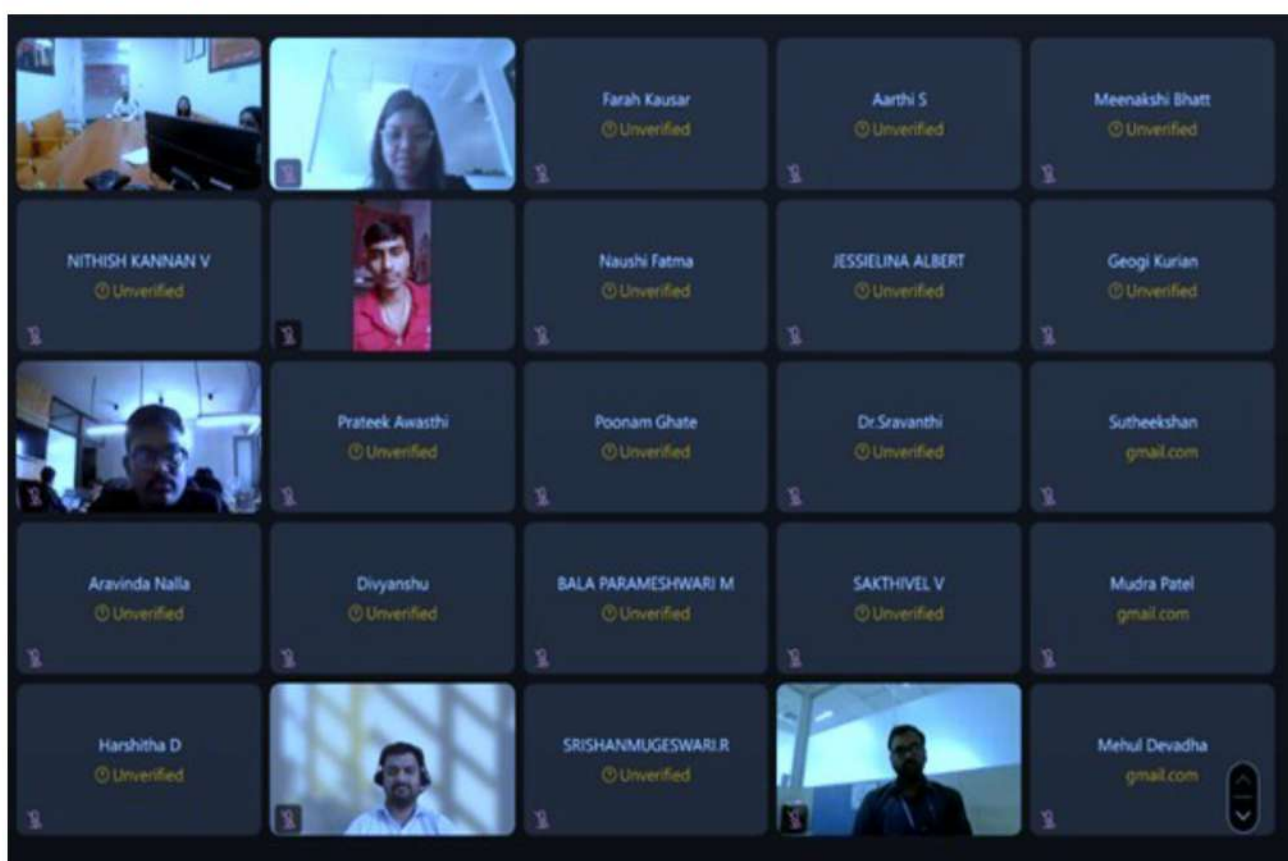 Farah Kausar
Unverified
Aarthi S
Unverified
Meenakshi Bhatt
Unverified
NITHISH KANNAN V
Unverified
Naushi Fatma
Unverified
JESSIELINA ALBERT
Unverified
Geogi Kurian
Unverified
Prateek Awasthi
Unverified
Poonam Ghate
Unverified
Dr.Sravanthi
Unverified
Sutheekshan
gmail.com
Aravinda Nalla
Unverified
Divyanshu
Unverified
BALA PARAMESHWARI M
Unverified
SAKTHIVEL V
Unverified
Mudra Patel
gmail.com
Harshitha D
Unverified
SRISHANMUGESWARI.R
Unverified
Mehul Devadha
gmail.com